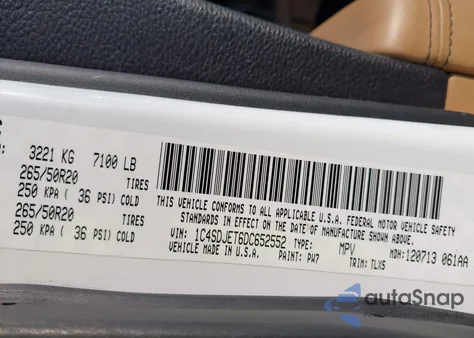 3221 KG 7100 LB
265/50R20 TIRES
250 KPA ( 36 PSI) COLD
265/50R20 TIRES
250 KPA ( 36 PSI) COLD
THIS VEHICLE CONFORMS TO ALL APPLICABLE U.S.A. FEDERAL MOTOR VEHICLE SAFETY
STANDARDS IN EFFECT ON THE DATE OF MANUFACTURE SHOWN ABOVE.
VIN: 1C4SDJET6DC652552 TYPE: MPV MDH: 120713 061AA
VEHICLE MADE IN U.S.A. PAINT: PW7 TRIM: TLX5
autoSnap